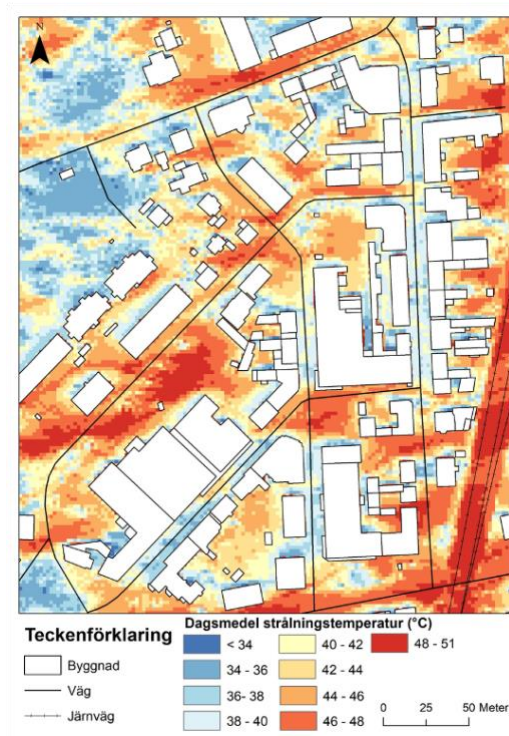 N
Teckenförklaring
Byggnad
Väg
Järnväg
Dagsmedel strålningstemperatur (°C)
< 34
34 - 36
36- 38
38 - 40
40 - 42
42 - 44
44 - 46
46 - 48
48 - 51
0 25 50 Meter